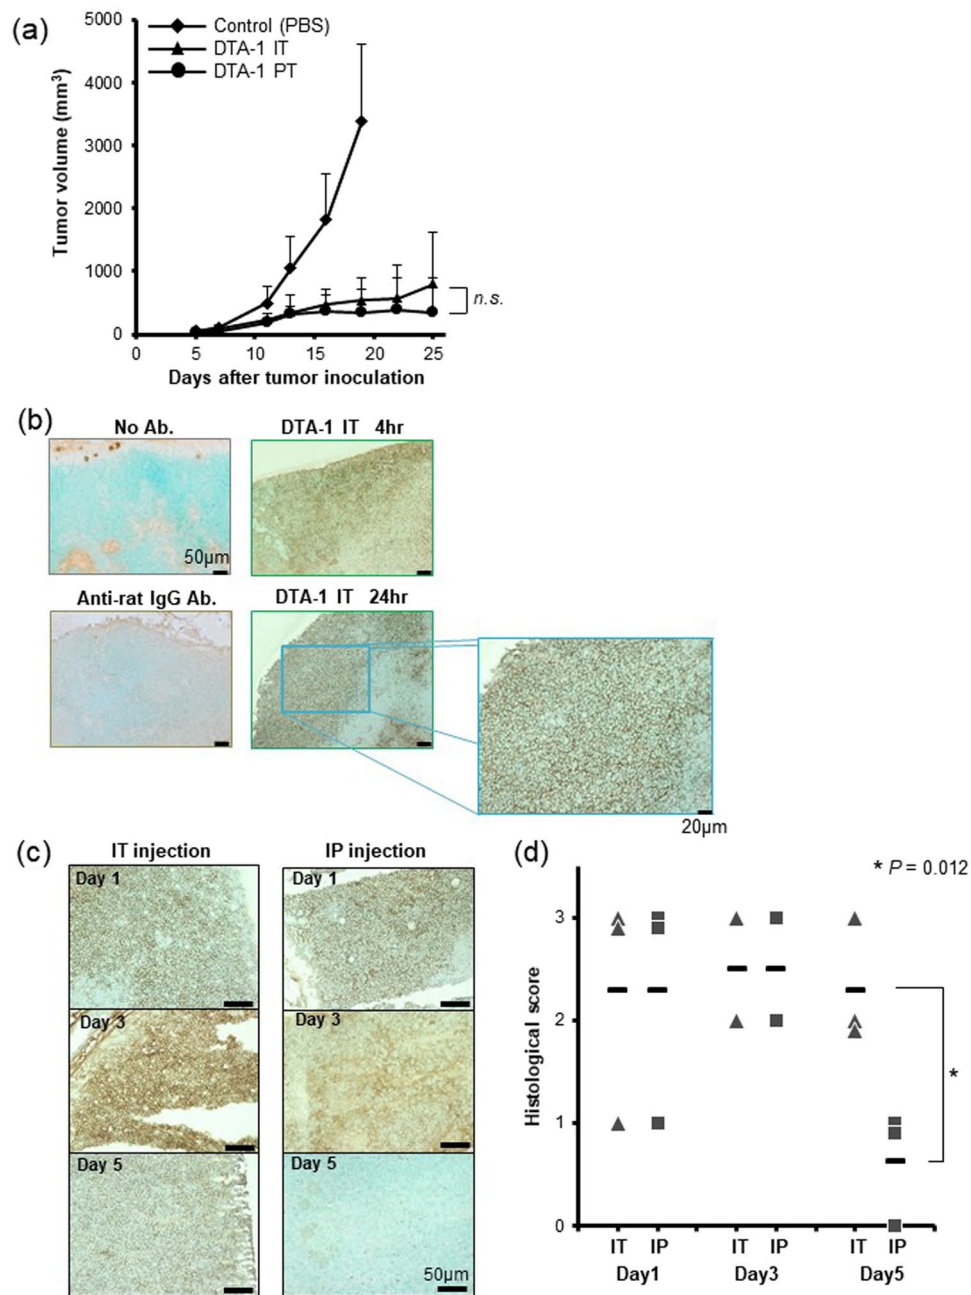 (a)
5000
4000
3000
2000
1000
0
Tumor volume (mm³)
Control (PBS)
DTA-1 IT
DTA-1 PT
n.s.
0 5 10 15 20 25
Days after tumor inoculation
(b)
No Ab.
DTA-1 IT 4hr
50μm
Anti-rat IgG Ab.
DTA-1 IT 24hr
20μm
(c)
IT injection
IP injection
Day 1
Day 1
Day 3
Day 3
Day 5
Day 5
50μm
(d)
* P = 0.012
Histological score
3
2
1
0
*
IT IP IT IP IT IP
Day1 Day3 Day5